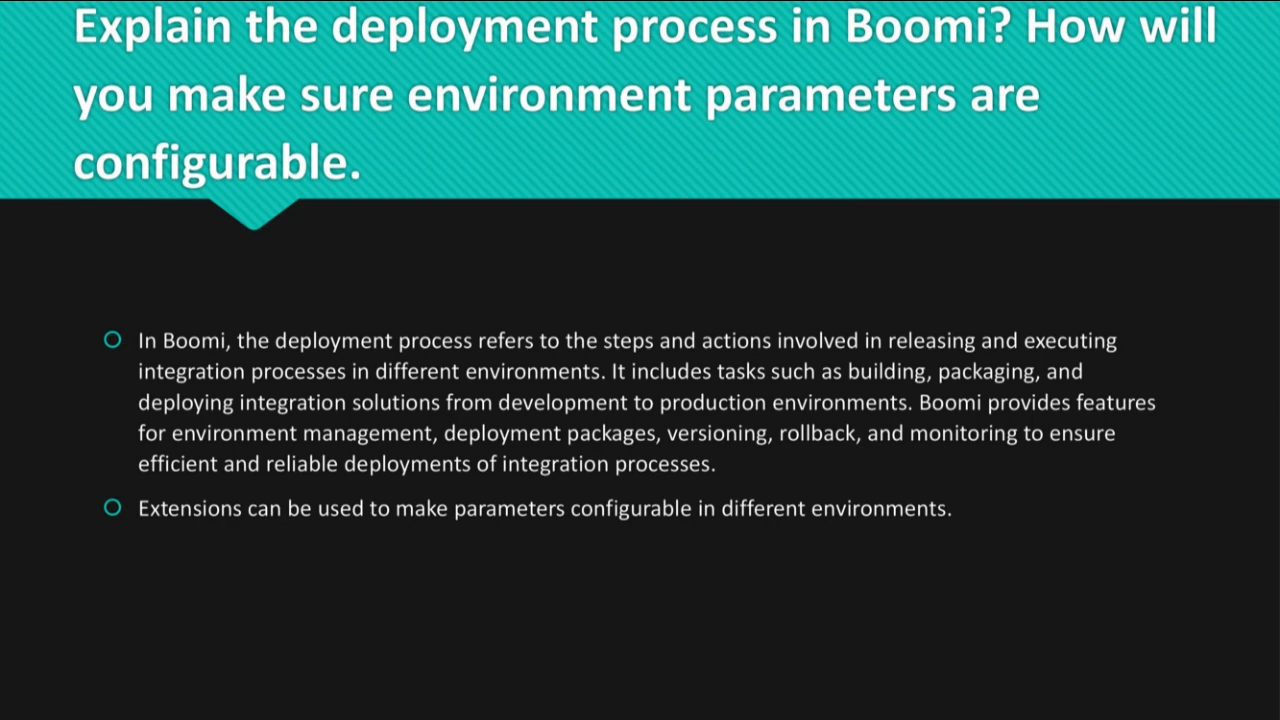 Explain the deployment process in Boomi? How will
you make sure environment parameters are
configurable.
In Boomi, the deployment process refers to the steps and actions involved in releasing and executing
integration processes in different environments. It includes tasks such as building, packaging, and
deploying integration solutions from development to production environments. Boomi provides features
for environment management, deployment packages, versioning, rollback, and monitoring to ensure
efficient and reliable deployments of integration processes.
Extensions can be used to make parameters configurable in different environments.